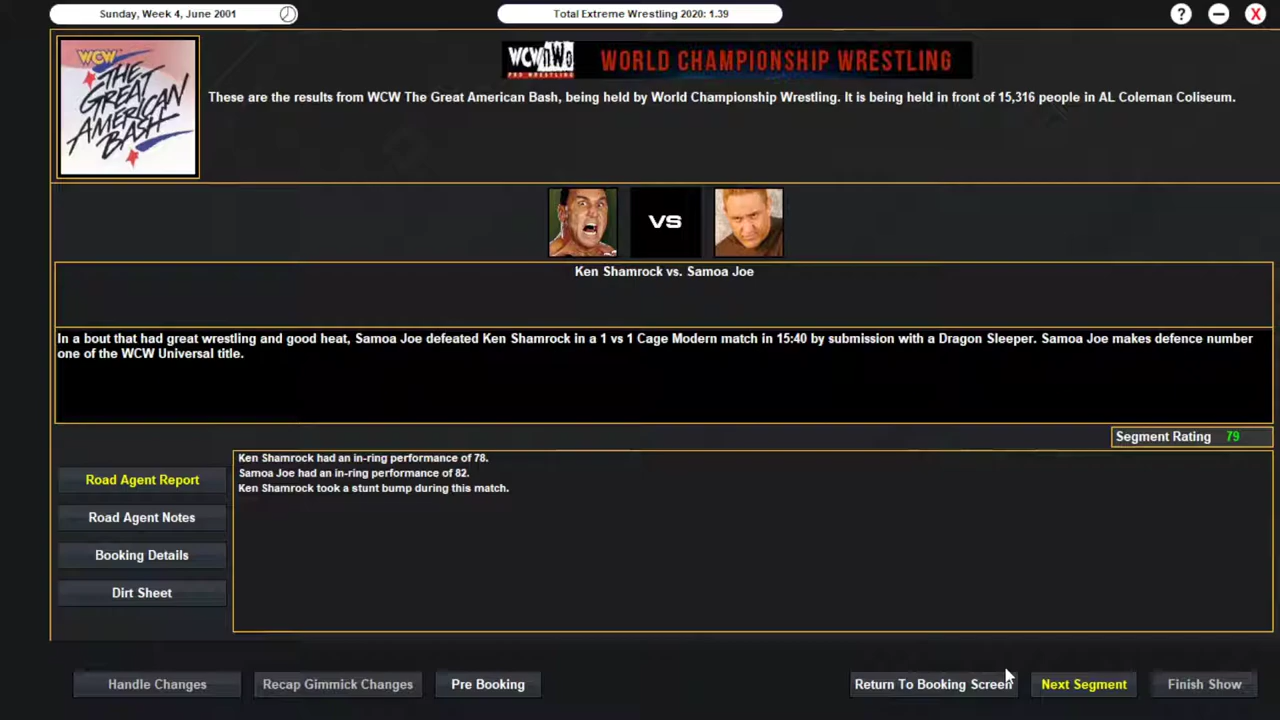 Sunday, Week 4, June 2001
Total Extreme Wrestling 2020: 1.39
?
X
WCW
THE GREAT AMERICAN BASH
WCW
PRO WRESTLING
WORLD CHAMPIONSHIP WRESTLING
These are the results from WCW The Great American Bash, being held by World Championship Wrestling. It is being held in front of 15,316 people in AL Coleman Coliseum.
VS
Ken Shamrock vs. Samoa Joe
In a bout that had great wrestling and good heat, Samoa Joe defeated Ken Shamrock in a 1 vs 1 Cage Modern match in 15:40 by submission with a Dragon Sleeper. Samoa Joe makes defence number
one of the WCW Universal title.
Segment Rating 79
Ken Shamrock had an in-ring performance of 78.
Samoa Joe had an in-ring performance of 82.
Ken Shamrock took a stunt bump during this match.
Road Agent Report
Road Agent Notes
Booking Details
Dirt Sheet
Handle Changes
Recap Gimmick Changes
Pre Booking
Return To Booking Screen
Next Segment
Finish Show